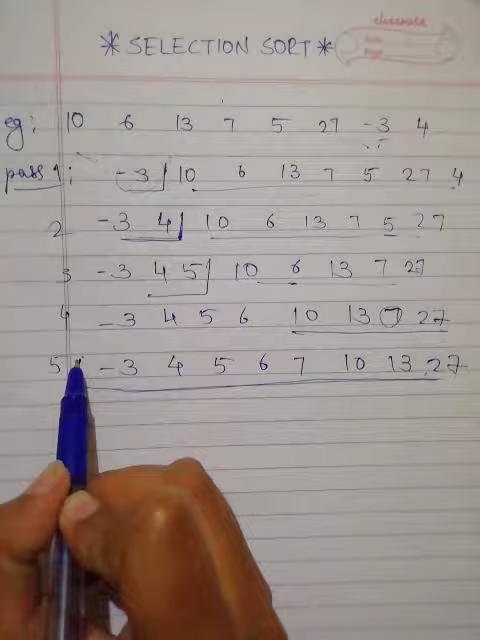 classmate
Date
Page
* SELECTION SORT *
eg: 10 6 13 7 5 27 -3 4
pass 1: -3 10 6 13 7 5 27 4
2 -3 4 10 6 13 7 5 27
3 -3 4 5 10 6 13 7 27
4 -3 4 5 6 10 13 7 27
5 -3 4 5 6 7 10 13 27